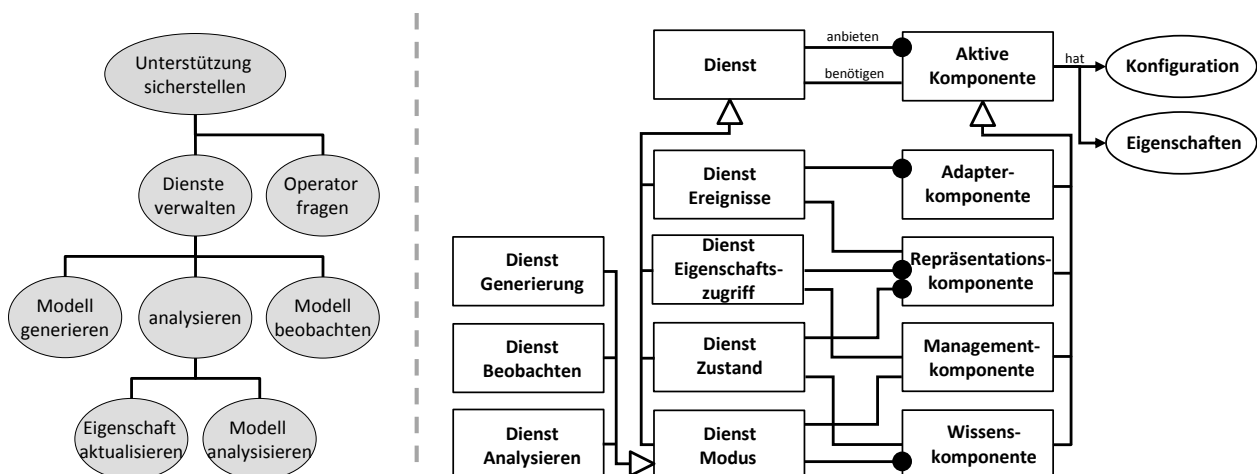 Unterstützung
sicherstellen
Dienste
verwalten
Operator
fragen
Modell
generieren
analysieren
Modell
beobachten
Eigenschaft
aktualisieren
Modell
analysisieren
Dienst
anbieten
benötigen
Aktive
Komponente
hat
Konfiguration
Eigenschaften
Dienst
Ereignisse
Adapter-
komponente
Dienst
Generierung
Dienst
Eigenschafts-
zugriff
Repräsentations-
komponente
Dienst
Beobachten
Dienst
Zustand
Management-
komponente
Dienst
Analysieren
Dienst
Modus
Wissens-
komponente